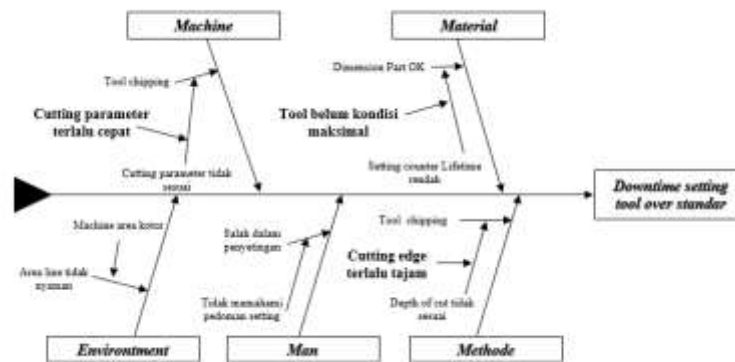 Machine
Material
Tool chipping
Dimension Part OK
Cutting parameter
terlalu cepat
Tool belum kondisi
maksimal
Cutting parameter tidak
sesuai
Setting counter Lifetime
rendah
Downtime setting
tool over standar
Machine area kotor
Salah dalam
penyetingan
Tool chipping
Area line tidak
nyaman
Cutting edge
terlalu tajam
Tidak mamahami
pedoman setting
Depth of cut tidak
sesuai
Environtment
Man
Methode